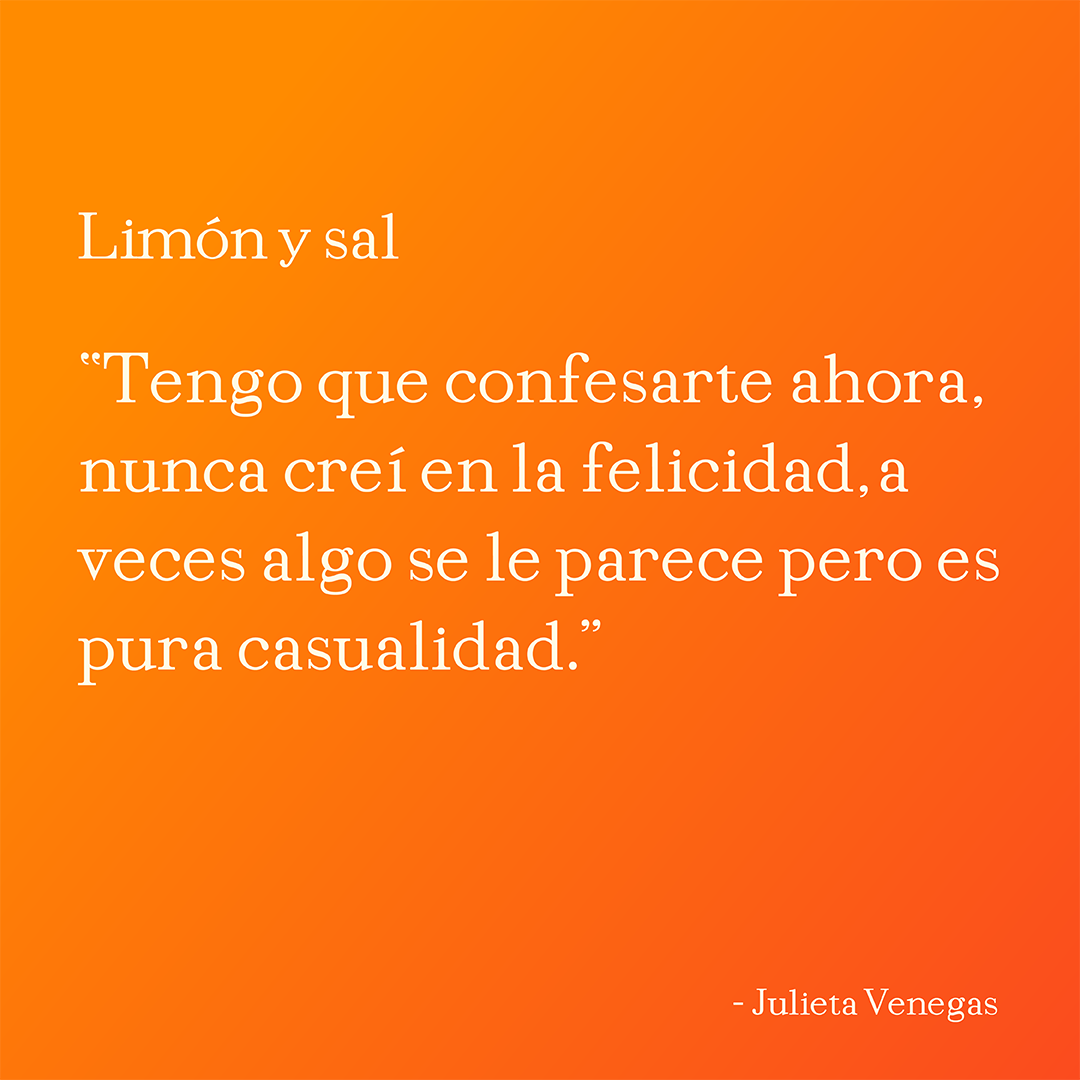 Limón y sal
“Tengo que confesarte ahora,
nunca creí en la felicidad, a
veces algo se le parece pero es
pura casualidad.”
- Julieta Venegas